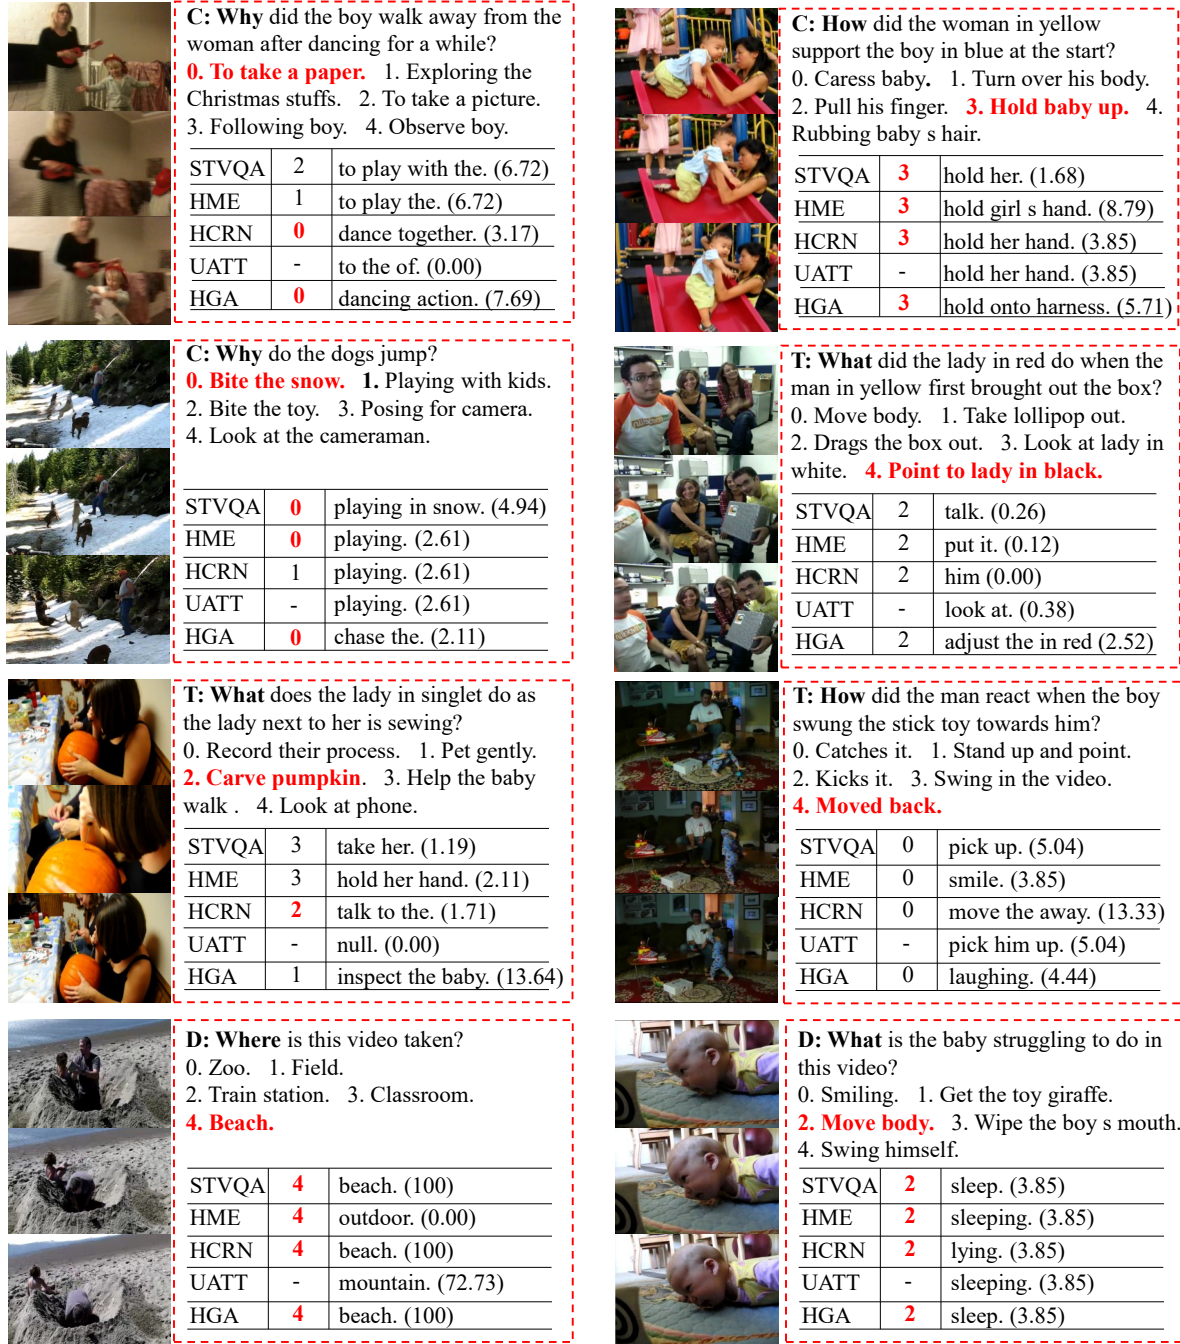 C: Why did the boy walk away from the
woman after dancing for a while?
0. To take a paper. 1. Exploring the
Christmas stuffs. 2. To take a picture.
3. Following boy. 4. Observe boy.
STVQA 2 to play with the. (6.72)
HME 1 to play the. (6.72)
HCRN 0 dance together. (3.17)
UATT - to the of. (0.00)
HGA 0 dancing action. (7.69)
C: How did the woman in yellow
support the boy in blue at the start?
0. Caress baby. 1. Turn over his body.
2. Pull his finger. 3. Hold baby up. 4.
Rubbing baby s hair.
STVQA 3 hold her. (1.68)
HME 3 hold girl s hand. (8.79)
HCRN 3 hold her hand. (3.85)
UATT - hold her hand. (3.85)
HGA 3 hold onto harness. (5.71)
C: Why do the dogs jump?
0. Bite the snow. 1. Playing with kids.
2. Bite the toy. 3. Posing for camera.
4. Look at the cameraman.
STVQA 0 playing in snow. (4.94)
HME 0 playing. (2.61)
HCRN 1 playing. (2.61)
UATT - playing. (2.61)
HGA 0 chase the. (2.11)
T: What did the lady in red do when the
man in yellow first brought out the box?
0. Move body. 1. Take lollipop out.
2. Drags the box out. 3. Look at lady in
white. 4. Point to lady in black.
STVQA 2 talk. (0.26)
HME 2 put it. (0.12)
HCRN 2 him (0.00)
UATT - look at. (0.38)
HGA 2 adjust the in red (2.52)
T: What does the lady in singlet do as
the lady next to her is sewing?
0. Record their process. 1. Pet gently.
2. Carve pumpkin. 3. Help the baby
walk . 4. Look at phone.
STVQA 3 take her. (1.19)
HME 3 hold her hand. (2.11)
HCRN 2 talk to the. (1.71)
UATT - null. (0.00)
HGA 1 inspect the baby. (13.64)
T: How did the man react when the boy
swung the stick toy towards him?
0. Catches it. 1. Stand up and point.
2. Kicks it. 3. Swing in the video.
4. Moved back.
STVQA 0 pick up. (5.04)
HME 0 smile. (3.85)
HCRN 0 move the away. (13.33)
UATT - pick him up. (5.04)
HGA 0 laughing. (4.44)
D: Where is this video taken?
0. Zoo. 1. Field.
2. Train station. 3. Classroom.
4. Beach.
STVQA 4 beach. (100)
HME 4 outdoor. (0.00)
HCRN 4 beach. (100)
UATT - mountain. (72.73)
HGA 4 beach. (100)
D: What is the baby struggling to do in
this video?
0. Smiling. 1. Get the toy giraffe.
2. Move body. 3. Wipe the boy s mouth.
4. Swing himself.
STVQA 2 sleep. (3.85)
HME 2 sleeping. (3.85)
HCRN 2 lying. (3.85)
UATT - sleeping. (3.85)
HGA 2 sleep. (3.85)